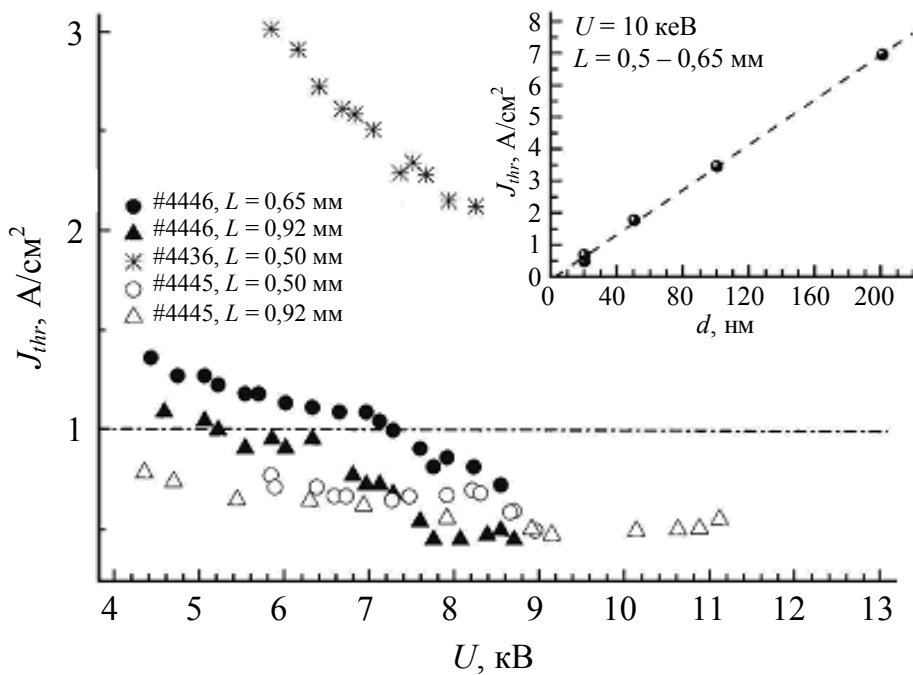 J_thr, А/см²
3
2
1
#4446, L = 0,65 мм
#4446, L = 0,92 мм
#4436, L = 0,50 мм
#4445, L = 0,50 мм
#4445, L = 0,92 мм
4 5 6 7 8 9 10 11 12 13
U, кВ
U = 10 кеВ
L = 0,5 – 0,65 мм
J_thr, А/см²
8
7
6
5
4
3
2
1
0
0 40 80 120 160 200
d, нм